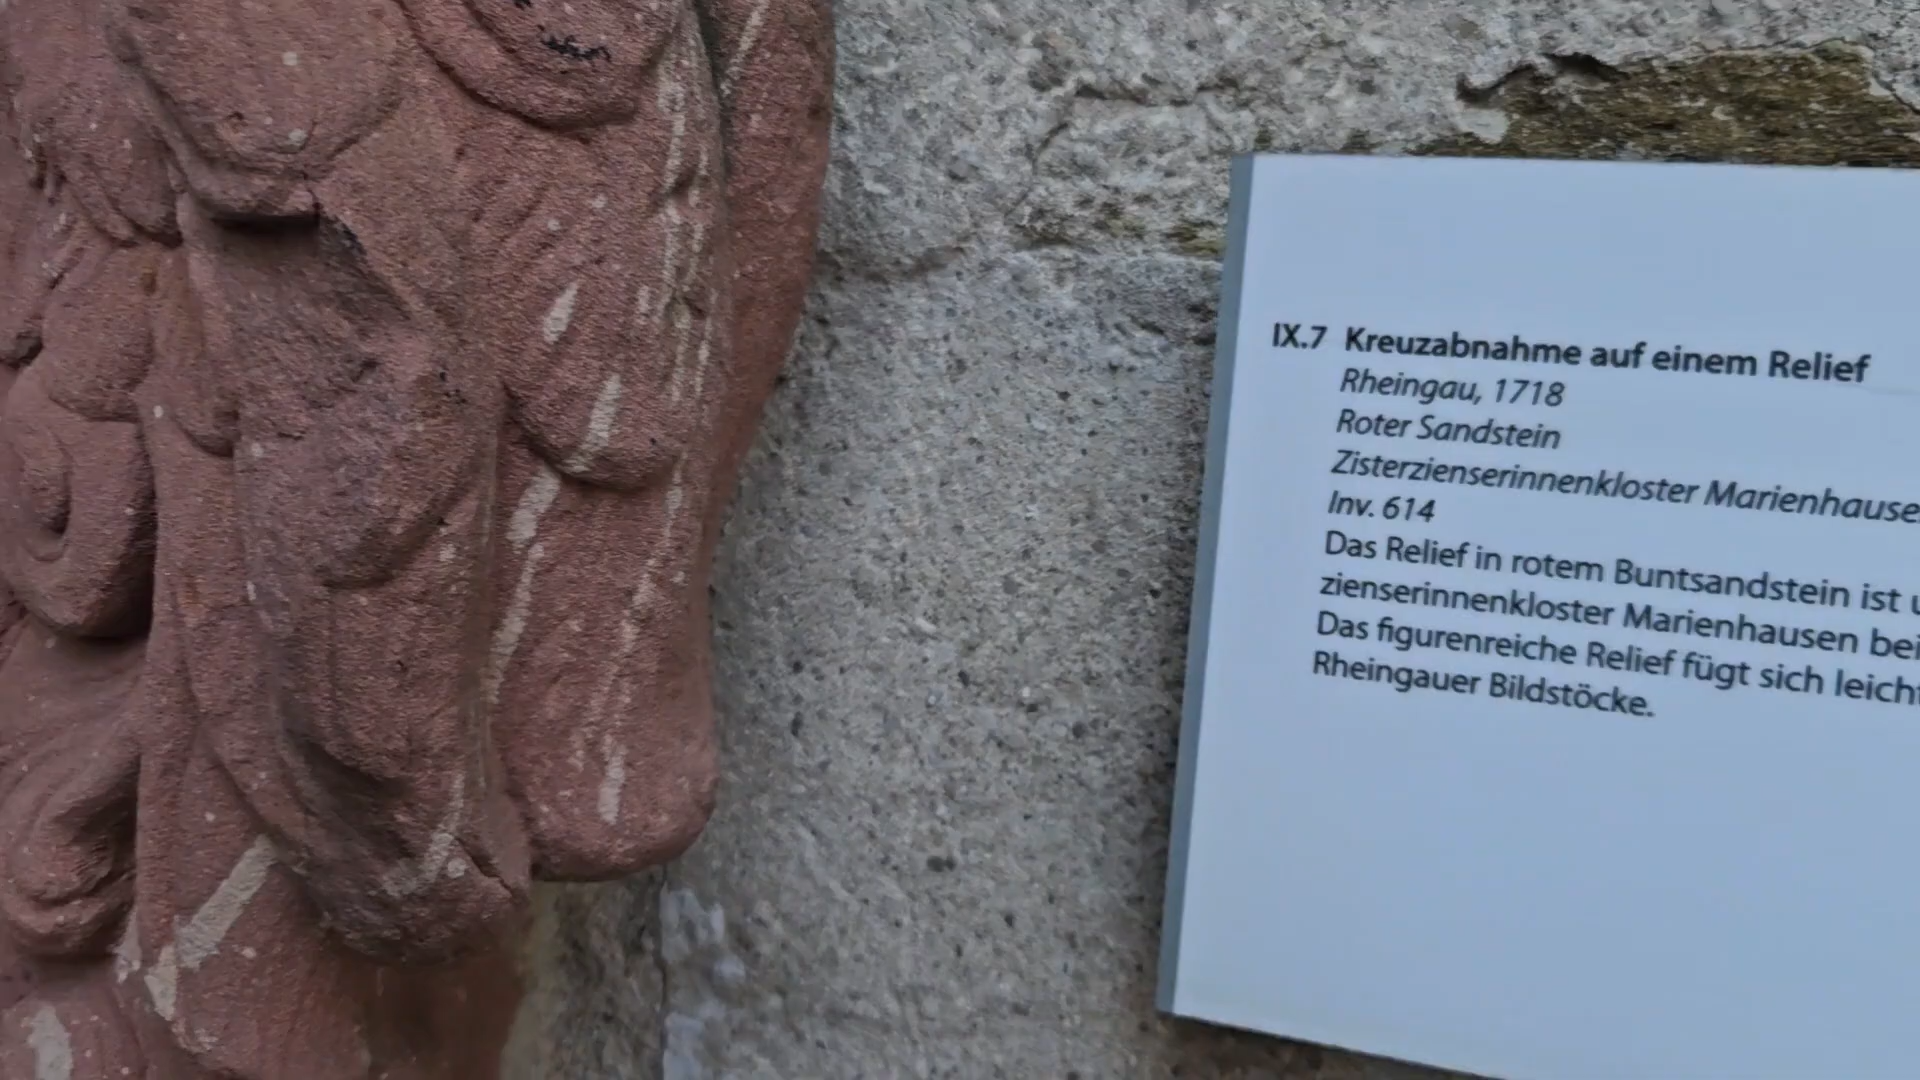 IX.7 Kreuzabnahme auf einem Relief
Rheingau, 1718
Roter Sandstein
Zisterzienserinnenkloster Marienhause
Inv. 614
Das Relief in rotem Buntsandstein ist
zienserinnenkloster Marienhausen bei
Das figurenreiche Relief fügt sich leicht
Rheingauer Bildstöcke.